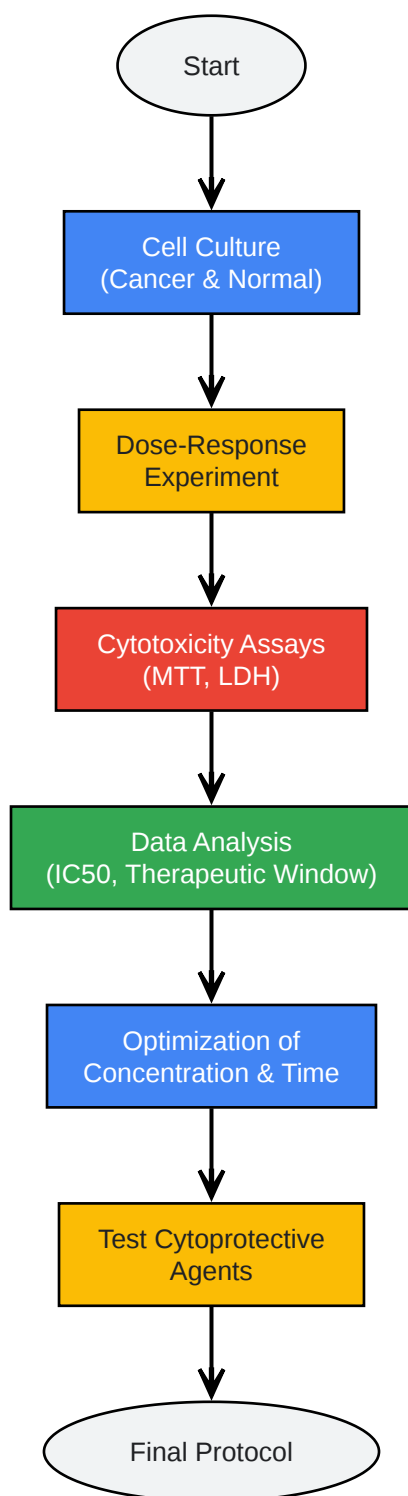 Start
Cell Culture
(Cancer & Normal)
Dose-Response
Experiment
Cytotoxicity Assays
(MTT, LDH)
Data Analysis
(IC50, Therapeutic Window)
Optimization of
Concentration & Time
Test Cytoprotective
Agents
Final Protocol